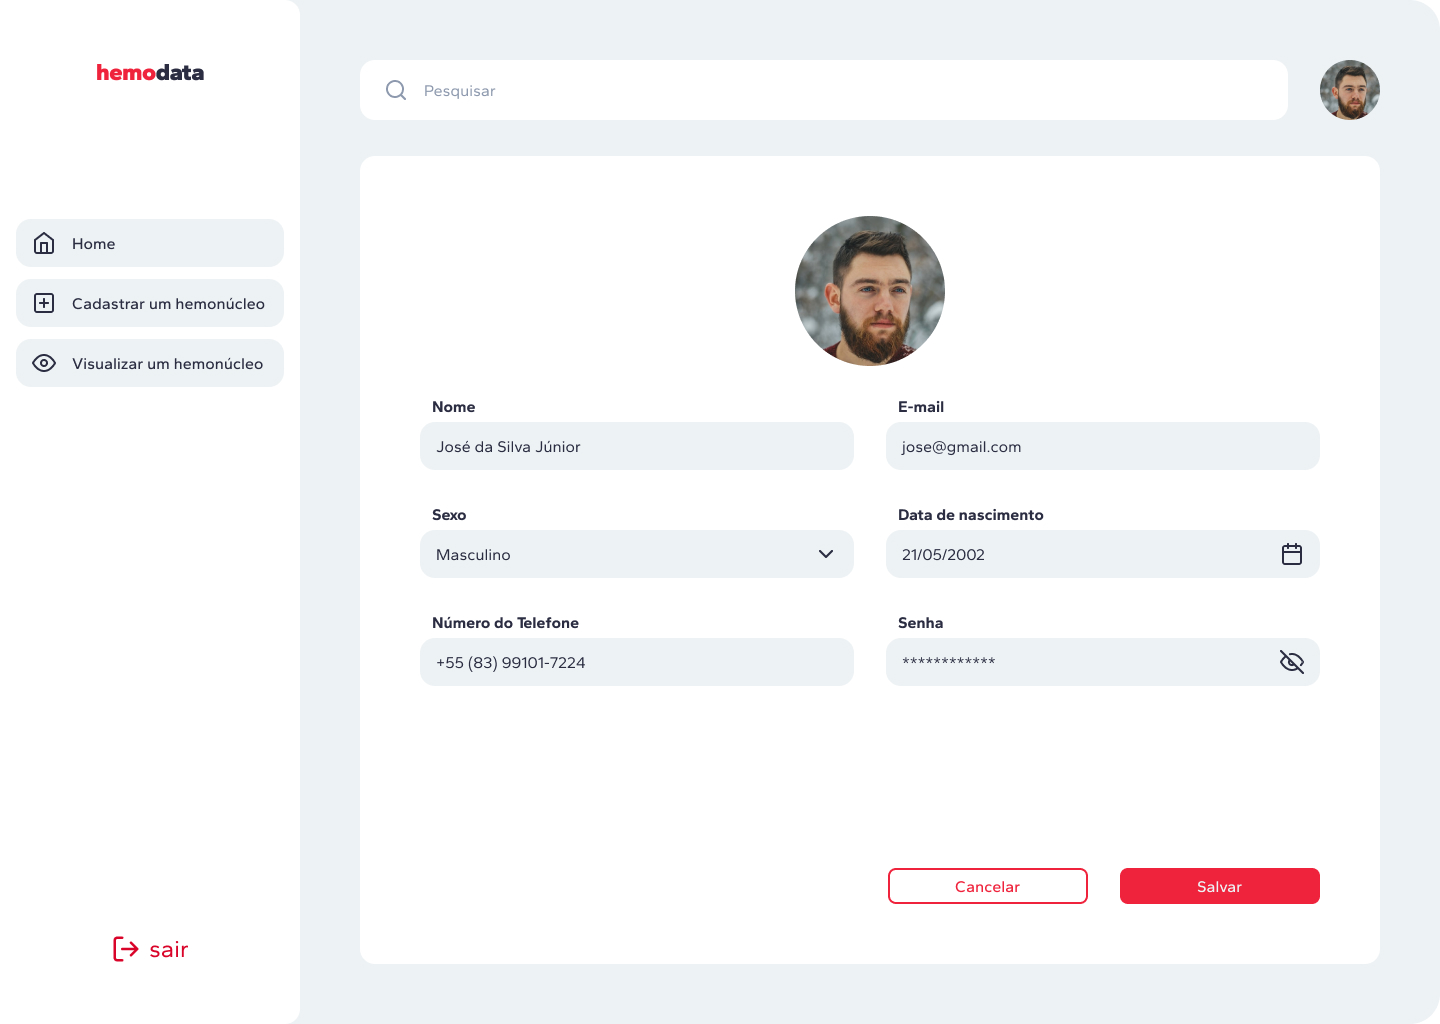 hemodata
Home
Cadastrar um hemonúcleo
Visualizar um hemonúcleo
sair
Pesquisar
Nome
José da Silva Júnior
E-mail
jose@gmail.com
Sexo
Masculino
Data de nascimento
21/05/2002
Número do Telefone
+55 (83) 99101-7224
Senha
************
Cancelar
Salvar